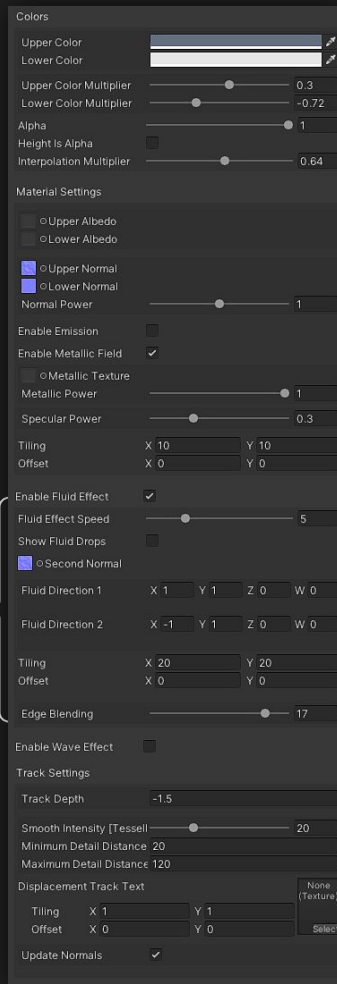 Colors
Upper Color
Lower Color
Upper Color Multiplier 0.3
Lower Color Multiplier -0.72
Alpha 1
Height Is Alpha
Interpolation Multiplier 0.64
Material Settings
Upper Albedo
Lower Albedo
Upper Normal
Lower Normal
Normal Power 1
Enable Emission
Enable Metallic Field
Metallic Texture
Metallic Power 1
Specular Power 0.3
Tiling X 10 Y 10
Offset X 0 Y 0
Enable Fluid Effect
Fluid Effect Speed 5
Show Fluid Drops
Second Normal
Fluid Direction 1 X 1 Y 1 Z 0 W 0
Fluid Direction 2 X -1 Y 1 Z 0 W 0
Tiling X 20 Y 20
Offset X 0 Y 0
Edge Blending 17
Enable Wave Effect
Track Settings
Track Depth -1.5
Smooth Intensity [Tessell 20
Minimum Detail Distance 20
Maximum Detail Distance 120
Displacement Track Text None
(Texture)
Tiling X 1 Y 1
Offset X 0 Y 0 Select
Update Normals